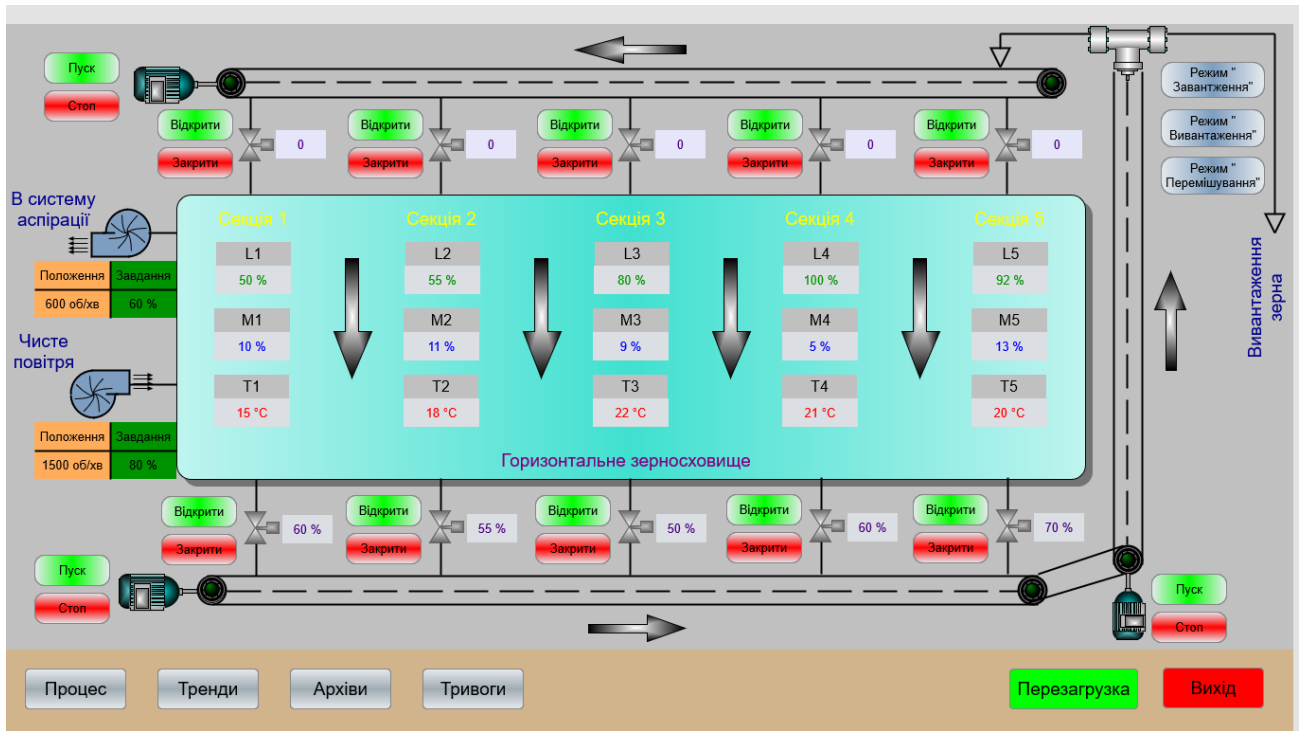 Пуск
Стоп
Режим "
Завантження"
Режим "
Вивантаження"
Режим "
Перемішування"
Відкрити
Закрити
0
Відкрити
Закрити
0
Відкрити
Закрити
0
Відкрити
Закрити
0
Відкрити
Закрити
0
В систему
аспірації
Положення Завдання
600 об/хв 60 %
Чисте
повітря
Положення Завдання
1500 об/хв 80 %
Секція 1 Секція 2 Секція 3 Секція 4 Секція 5
L1 L2 L3 L4 L5
50 % 55 % 80 % 100 % 92 %
M1 M2 M3 M4 M5
10 % 11 % 9 % 5 % 13 %
T1 T2 T3 T4 T5
15 °C 18 °C 22 °C 21 °C 20 °C
Горизонтальне зерносховище
Вивантаження
зерна
Відкрити
Закрити
60 %
Відкрити
Закрити
55 %
Відкрити
Закрити
50 %
Відкрити
Закрити
60 %
Відкрити
Закрити
70 %
Пуск
Стоп
Пуск
Стоп
Процес Тренди Архіви Тривоги Перезагрузка Вихід